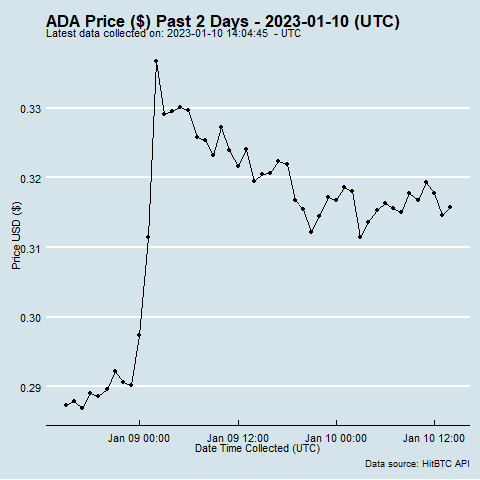 ADA Price ($) Past 2 Days - 2023-01-10 (UTC)
Latest data collected on: 2023-01-10 14:04:45 - UTC
0.33
0.32
0.31
0.30
0.29
Price USD ($)
Jan 09 00:00 Jan 09 12:00 Jan 10 00:00 Jan 10 12:00
Date Time Collected (UTC)
Data source: HitBTC API